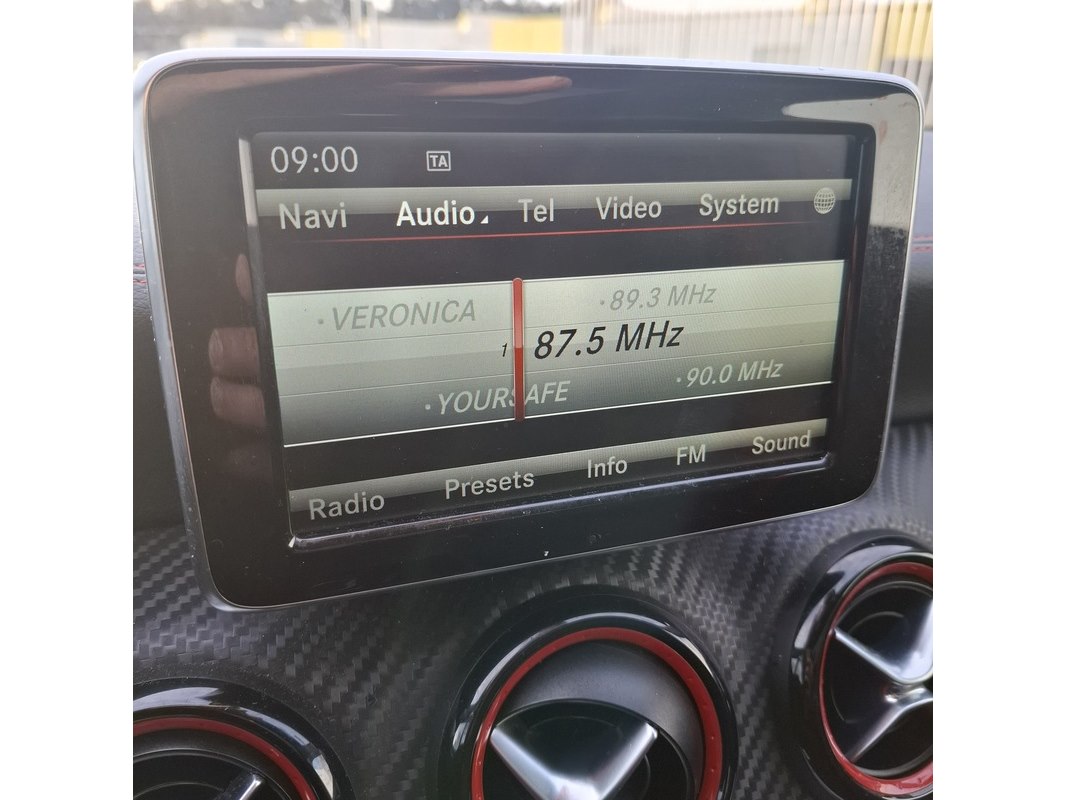 09:00 TA
Navi Audio Tel Video System
· VERONICA · 89.3 MHz
1 87.5 MHz
· YOURSAFE · 90.0 MHz
Radio Presets Info FM Sound